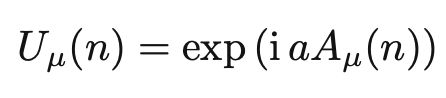 U_μ(n) = exp (i aA_μ(n))